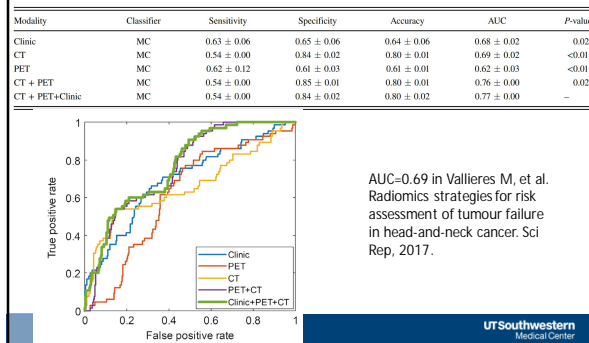 Modality Classifier Sensitivity Specificity Accuracy AUC P-value
Clinic MC 0.63 ± 0.06 0.65 ± 0.06 0.64 ± 0.06 0.68 ± 0.02 0.02
CT MC 0.54 ± 0.00 0.84 ± 0.02 0.80 ± 0.01 0.69 ± 0.02 <0.01
PET MC 0.62 ± 0.12 0.61 ± 0.03 0.61 ± 0.01 0.62 ± 0.03 <0.01
CT + PET MC 0.54 ± 0.00 0.85 ± 0.01 0.80 ± 0.01 0.76 ± 0.00 0.02
CT + PET+Clinic MC 0.54 ± 0.00 0.84 ± 0.02 0.80 ± 0.02 0.77 ± 0.00 –
1
0.8
0.6
0.4
0.2
0
True positive rate
Clinic
PET
CT
PET+CT
Clinic+PET+CT
0 0.2 0.4 0.6 0.8 1
False positive rate
AUC=0.69 in Vallieres M, et al.
Radiomics strategies for risk
assessment of tumour failure
in head-and-neck cancer. Sci
Rep, 2017.
UTSouthwestern
Medical Center